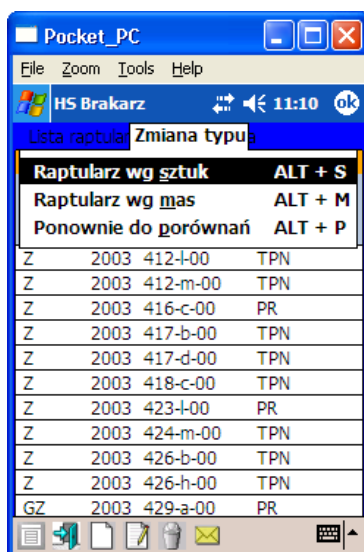 Pocket_PC
File Zoom Tools Help
HS Brakarz 11:10 ok
Lista raptular Zmiana typu a
Raptularz wg sztuk ALT + S
Raptularz wg mas ALT + M
Ponownie do porównań ALT + P
Z 2003 412-l-00 TPN
Z 2003 412-m-00 TPN
Z 2003 416-c-00 PR
Z 2003 417-b-00 TPN
Z 2003 417-d-00 TPN
Z 2003 418-c-00 TPN
Z 2003 423-l-00 PR
Z 2003 424-m-00 TPN
Z 2003 426-b-00 TPN
Z 2003 426-h-00 TPN
GZ 2003 429-a-00 PR